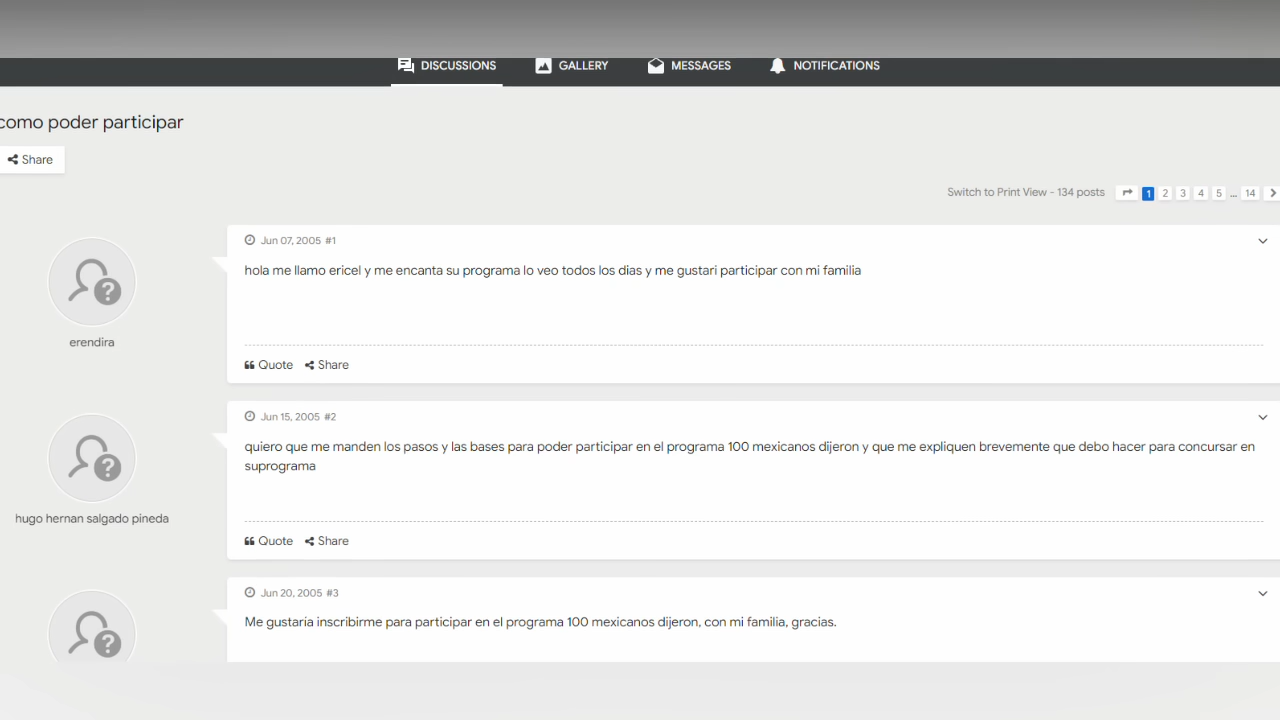 DISCUSSIONS GALLERY MESSAGES NOTIFICATIONS
como poder participar
Share
Switch to Print View - 134 posts 1 2 3 4 5 ... 14
Jun 07, 2005 #1
hola me llamo ericel y me encanta su programa lo veo todos los dias y me gustari participar con mi familia
erendira
Quote Share
Jun 15, 2005 #2
quiero que me manden los pasos y las bases para poder participar en el programa 100 mexicanos dijeron y que me expliquen brevemente que debo hacer para concursar en
suprograma
hugo hernan salgado pineda
Quote Share
Jun 20, 2005 #3
Me gustaría inscribirme para participar en el programa 100 mexicanos dijeron, con mi familia, gracias.